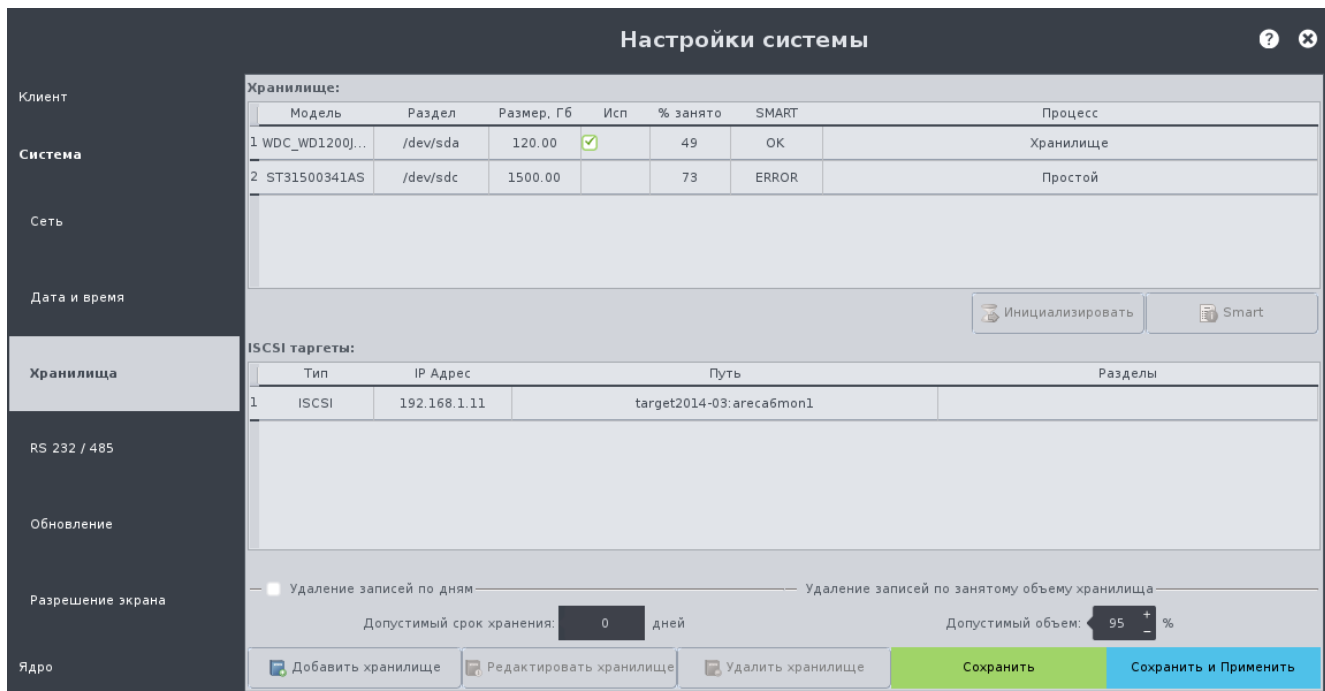 Настройки системы
Клиент
Система
Сеть
Дата и время
Хранилища
RS 232 / 485
Обновление
Разрешение экрана
Ядро
Хранилище:
Модель Раздел Размер, Гб Исп % занято SMART Процесс
1 WDC_WD1200J... /dev/sda 120.00 49 OK Хранилище
2 ST31500341AS /dev/sdc 1500.00 73 ERROR Простой
Инициализировать Smart
ISCSI таргеты:
Тип IP Адрес Путь Разделы
1 ISCSI 192.168.1.11 target2014-03:areca6mon1
Удаление записей по дням Удаление записей по занятому объему хранилища
Допустимый срок хранения: 0 дней Допустимый объем: 95 + - %
Добавить хранилище Редактировать хранилище Удалить хранилище Сохранить Сохранить и Применить